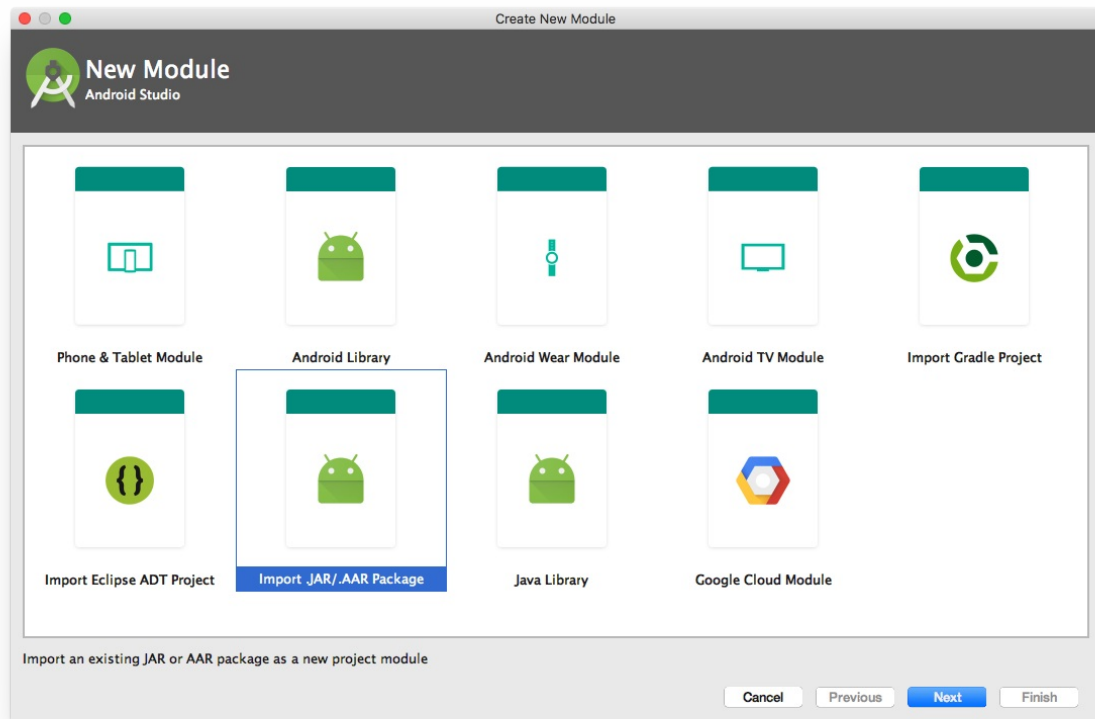 Create New Module
New Module
Android Studio
Phone & Tablet Module
Android Library
Android Wear Module
Android TV Module
Import Gradle Project
{}
Import Eclipse ADT Project
Import .JAR/.AAR Package
Java Library
Google Cloud Module
Import an existing JAR or AAR package as a new project module
Cancel
Previous
Next
Finish